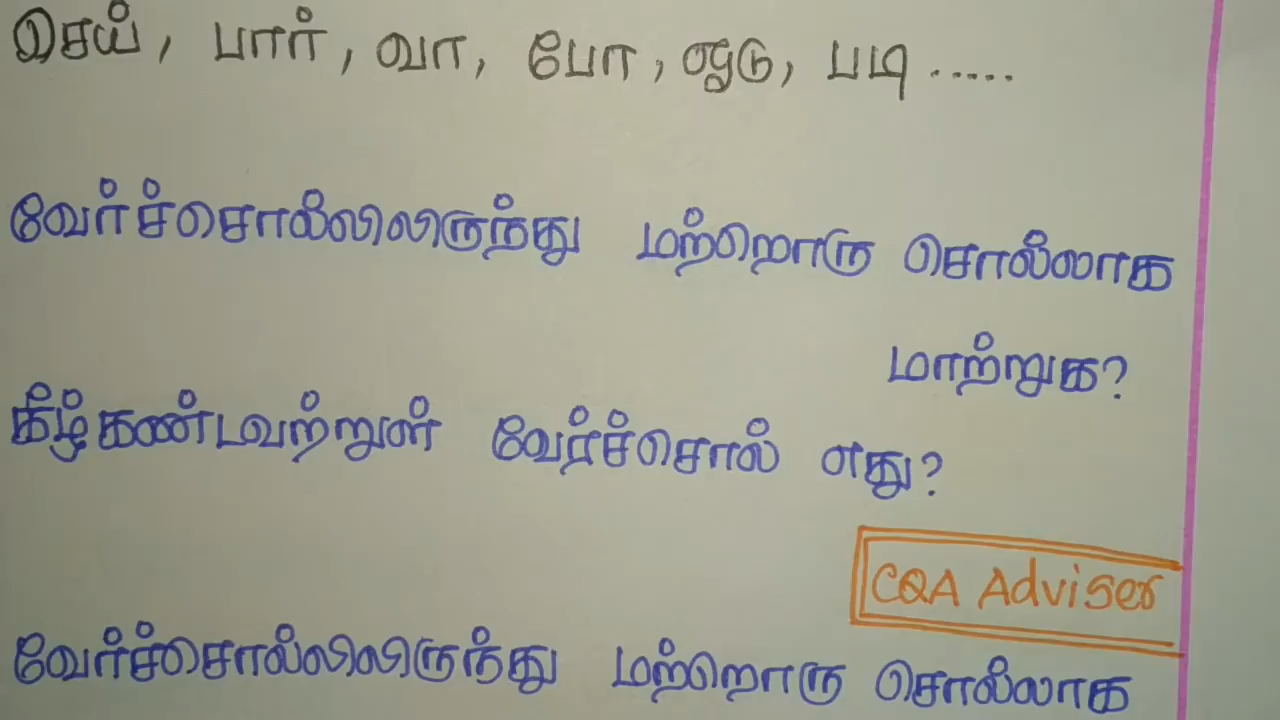 செய், பார், வா, போ, ஓடு, படி .....
வேர்ச்சொல்லிலிருந்து மற்றொரு சொல்லாக
மாற்றுக?
கீழ்கண்டவற்றுள் வேர்ச்சொல் எது?
CQA Adviser
வேர்ச்சொல்லிலிருந்து மற்றொரு சொல்லாக